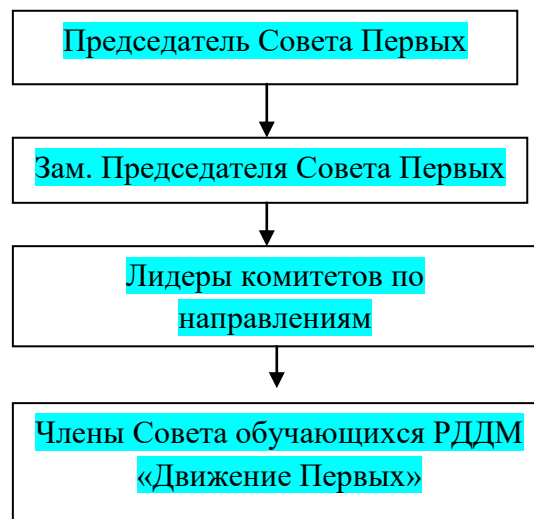 Председатель Совета Первых
Зам. Председателя Совета Первых
Лидеры комитетов по
направлениям
Члены Совета обучающихся РДДМ
«Движение Первых»